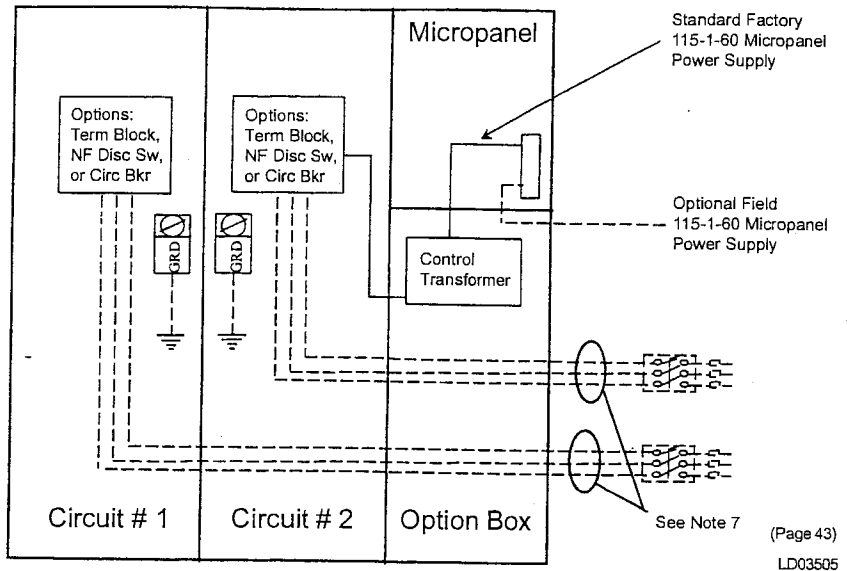 Micropanel
Standard Factory
115-1-60 Micropanel
Power Supply
Options:
Term Block,
NF Disc Sw,
or Circ Bkr
Options:
Term Block,
NF Disc Sw,
or Circ Bkr
GRD
GRD
Optional Field
115-1-60 Micropanel
Power Supply
Control
Transformer
Circuit # 1
Circuit # 2
Option Box
See Note 7
(Page 43)
LD03505